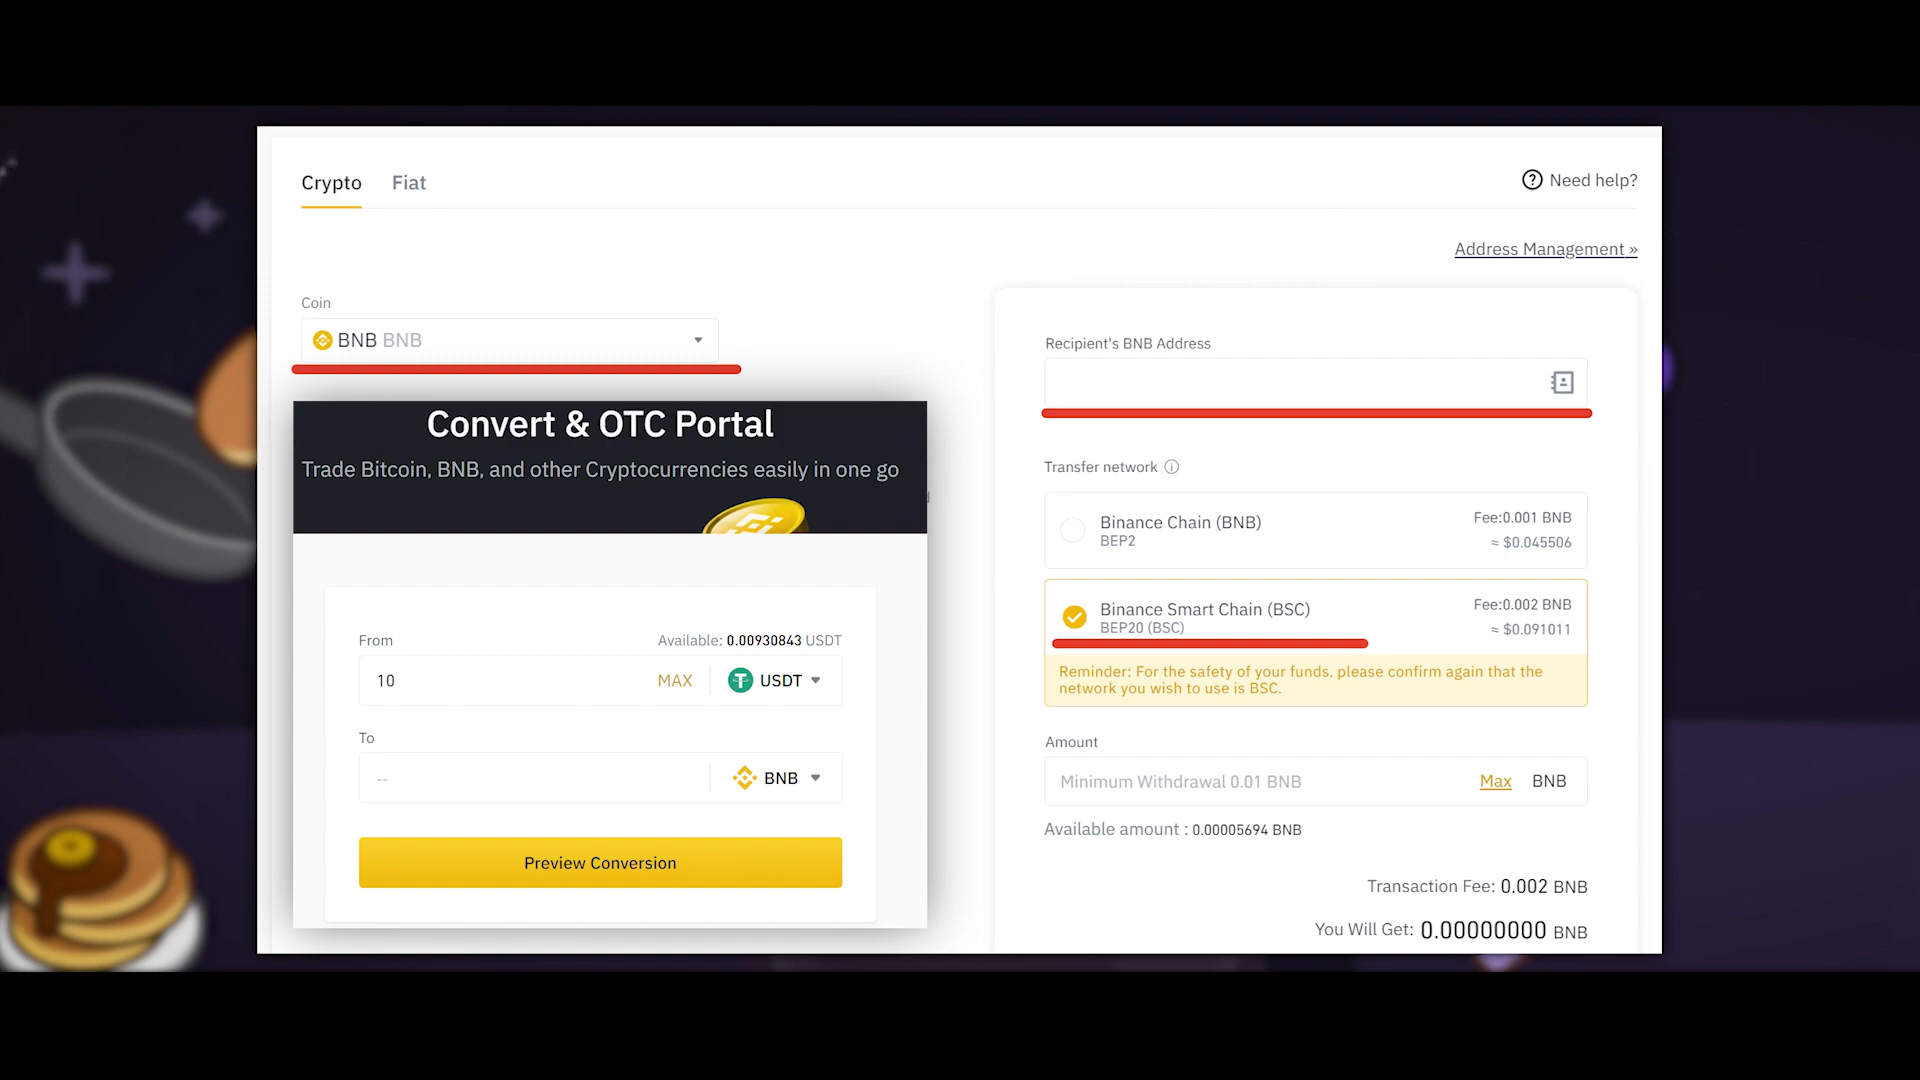 Crypto
Fiat
Need help?
Address Management »
Coin
BNB BNB
Convert & OTC Portal
Trade Bitcoin, BNB, and other Cryptocurrencies easily in one go
From
Available: 0.00930843 USDT
10
MAX
USDT
To
--
BNB
Preview Conversion
Recipient's BNB Address
Transfer network
Binance Chain (BNB)
BEP2
Fee:0.001 BNB
≈ $0.045506
Binance Smart Chain (BSC)
BEP20 (BSC)
Fee:0.002 BNB
≈ $0.091011
Reminder: For the safety of your funds, please confirm again that the
network you wish to use is BSC.
Amount
Minimum Withdrawal 0.01 BNB
Max
BNB
Available amount : 0.00005694 BNB
Transaction Fee: 0.002 BNB
You Will Get: 0.00000000 BNB